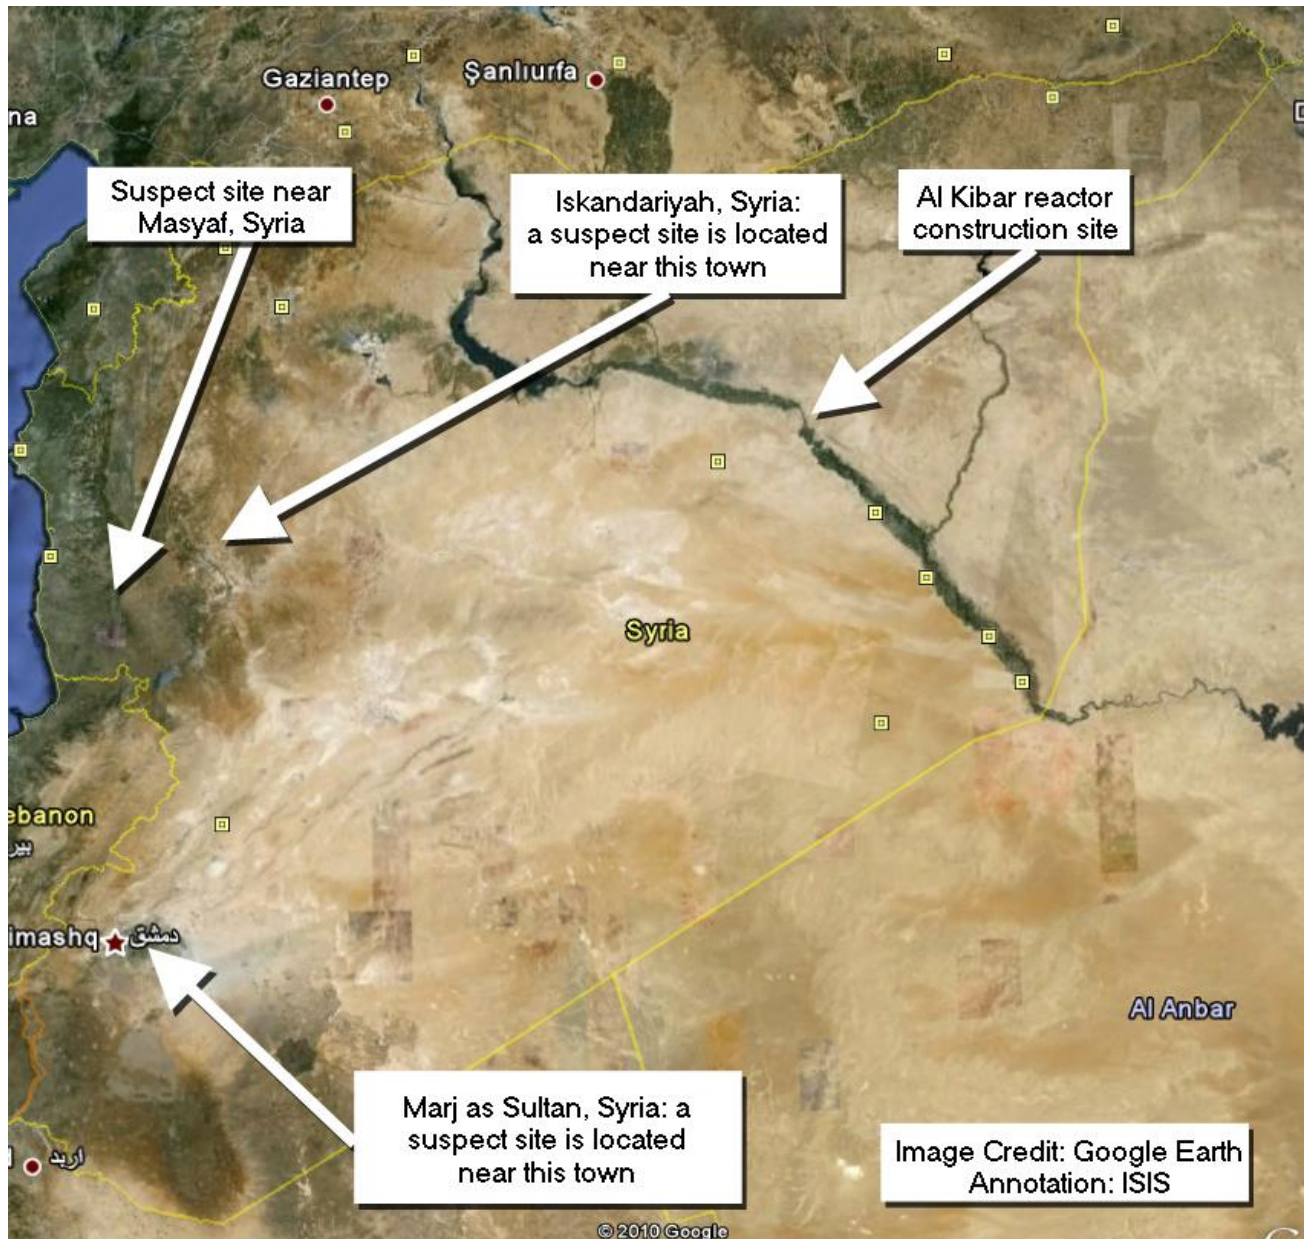 Gaziantep
Şanlıurfa
na
Suspect site near
Masyaf, Syria
Iskandariyah, Syria:
a suspect site is located
near this town
Al Kibar reactor
construction site
Syria
ebanon
بير
imashq
دمشق
Al Anbar
Marj as Sultan, Syria: a
suspect site is located
near this town
اربد
Image Credit: Google Earth
Annotation: ISIS
© 2010 Google